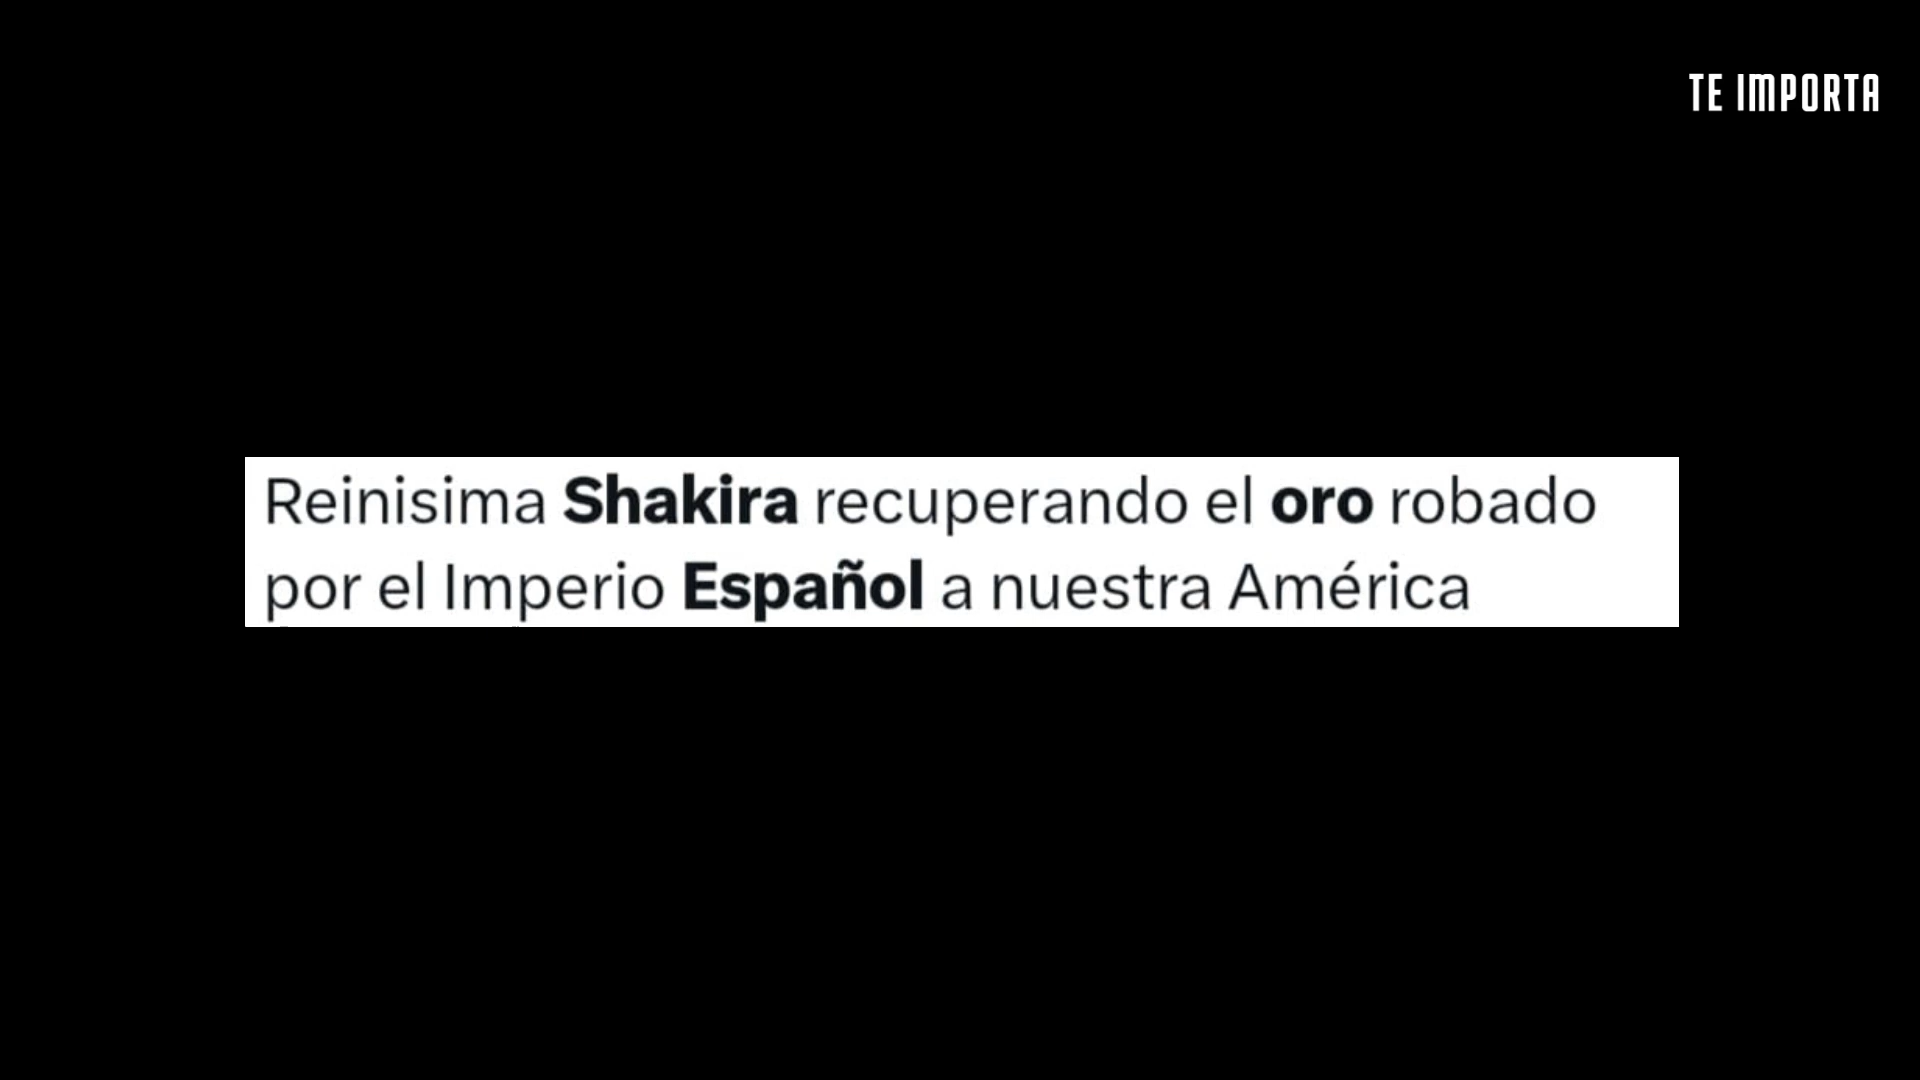 TE IMPORTA
Reinisima Shakira recuperando el oro robado
por el Imperio Español a nuestra América